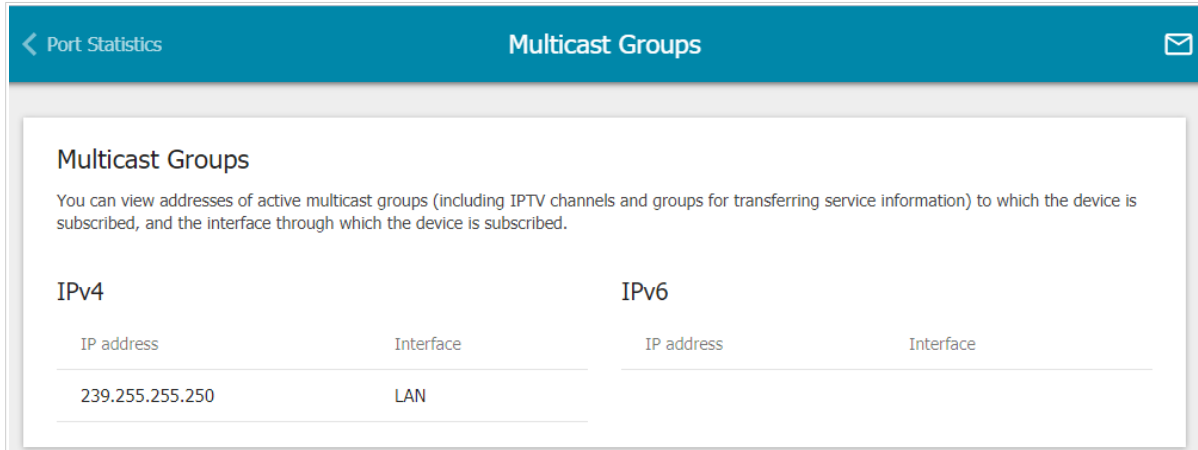 Port Statistics
Multicast Groups
Multicast Groups
You can view addresses of active multicast groups (including IPTV channels and groups for transferring service information) to which the device is
subscribed, and the interface through which the device is subscribed.
IPv4
IP address Interface
239.255.255.250 LAN
IPv6
IP address Interface